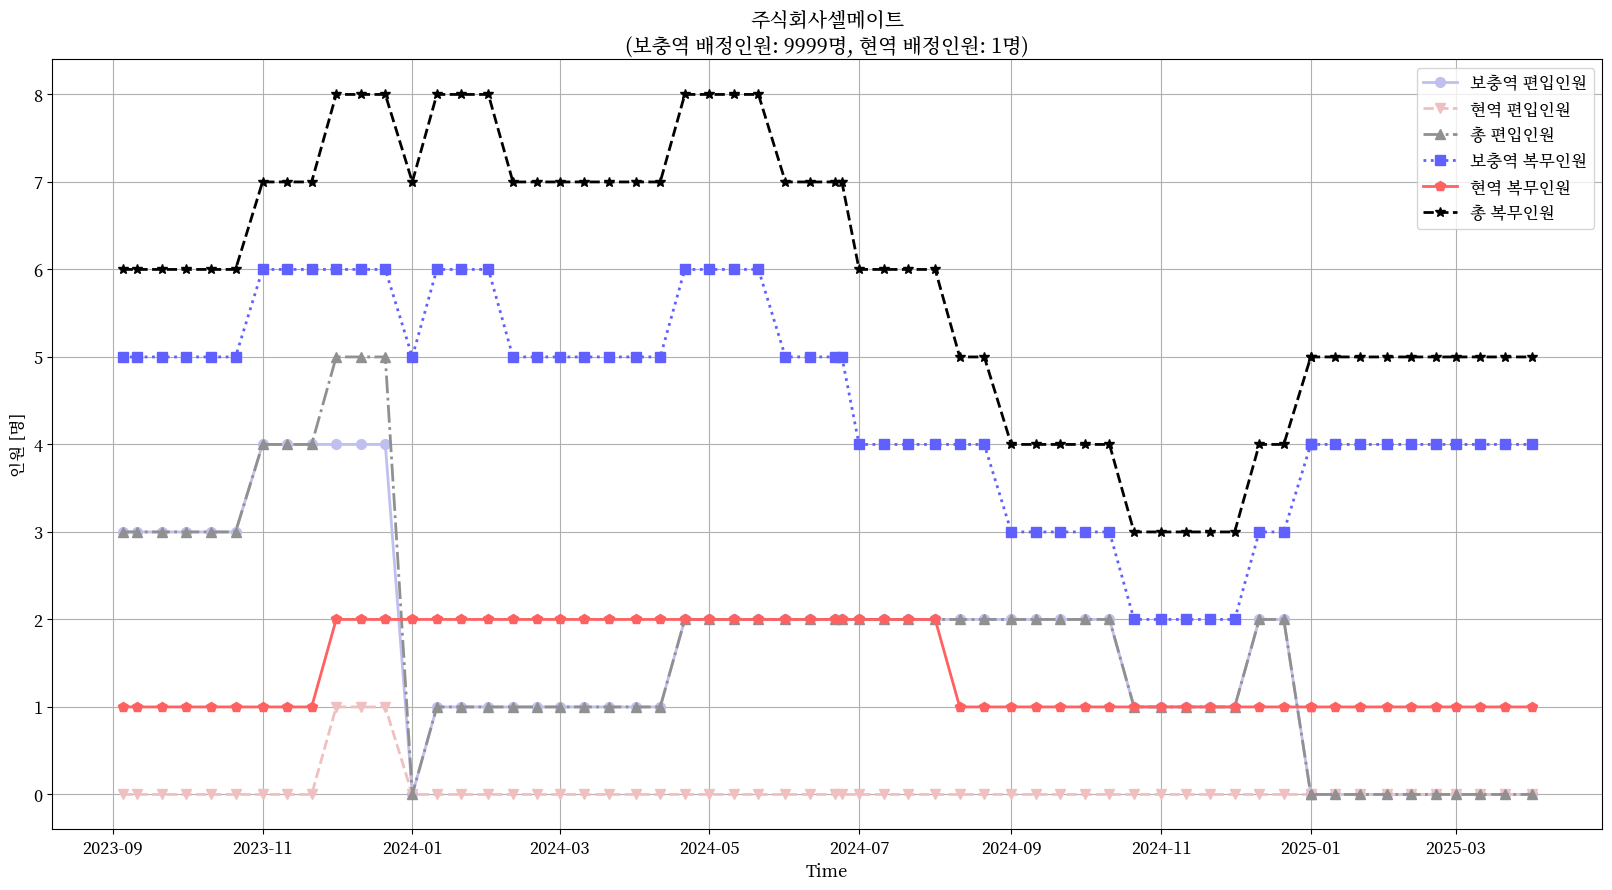 주식회사셀메이트
(보충역 배정인원: 9999명, 현역 배정인원: 1명)
보충역 편입인원
현역 편입인원
총 편입인원
보충역 복무인원
현역 복무인원
총 복무인원
인원 [명]
8
7
6
5
4
3
2
1
0
2023-09
2023-11
2024-01
2024-03
2024-05
2024-07
2024-09
2024-11
2025-01
2025-03
Time